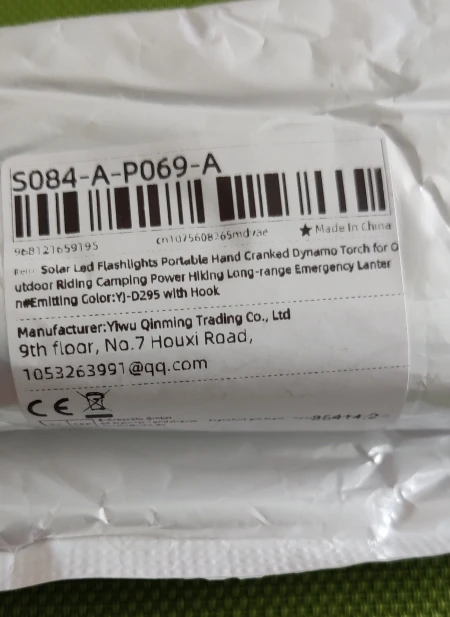 S084-A-P069-A
968121659195
cn1075608265md/ae
★ Made In China
Solar Led Flashlights Portable Hand Cranked Dynamo Torch for O
utdoor Riding Camping Power Hiking Long-range Emergency Lanter
n#Emitting Color:YJ-D295 with Hook
Manufacturer:Yiwu Qinming Trading Co., Ltd
9th floor, No.7 Houxi Road,
1053263991@qq.com
CE